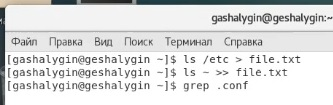 gashalygin@geshalygin:~
Файл Правка Вид Поиск Терминал Справка
[gashalygin@geshalygin ~]$ ls /etc > file.txt
[gashalygin@geshalygin ~]$ ls ~ >> file.txt
[gashalygin@geshalygin ~]$ grep .conf